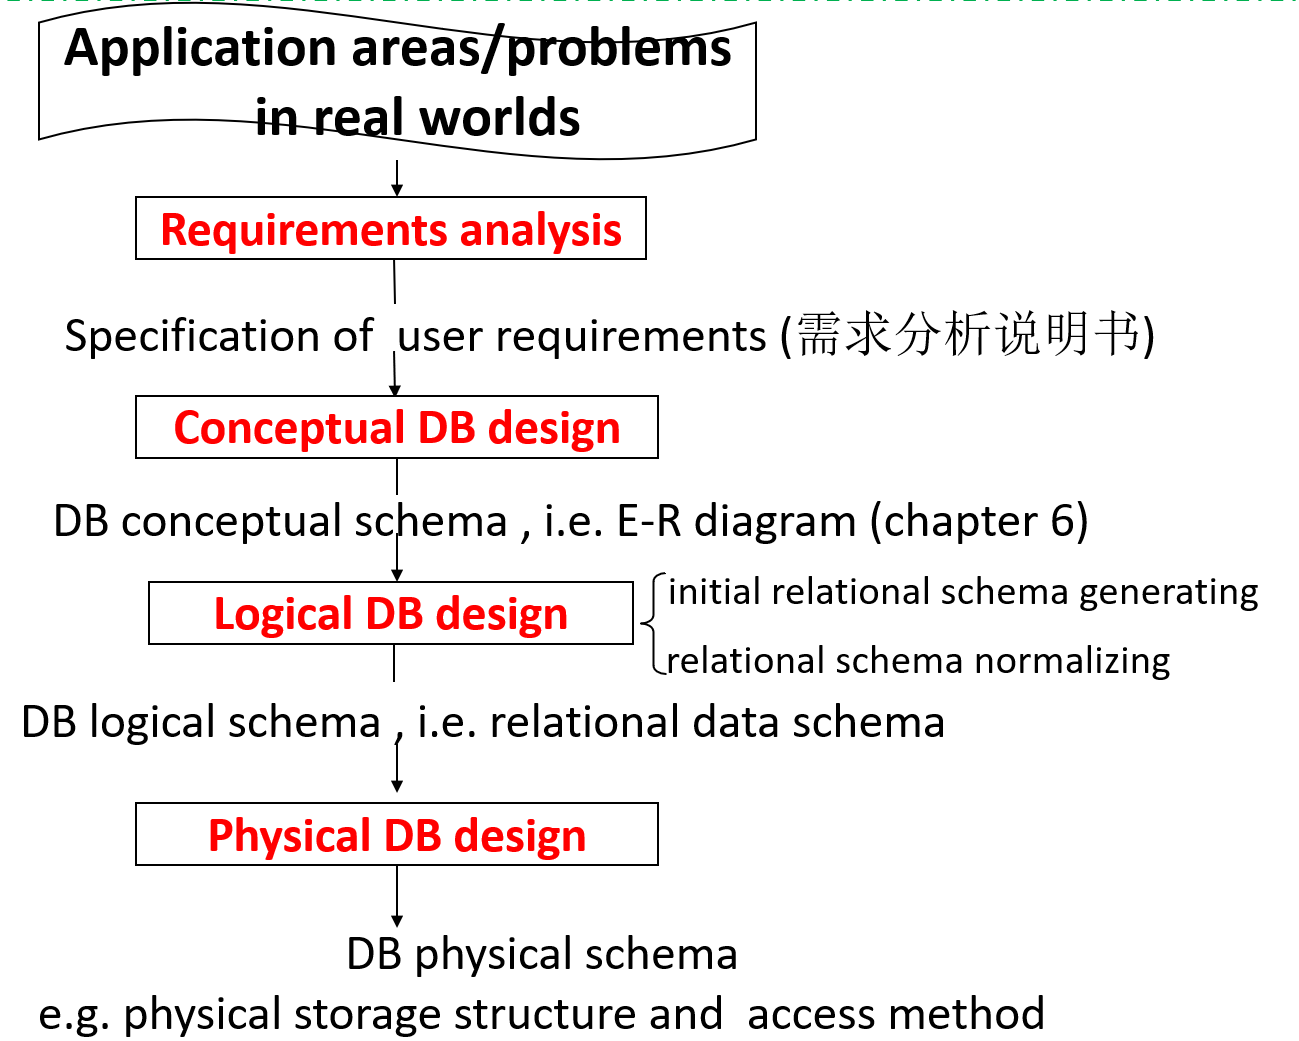 Application areas/problems
in real worlds
Requirements analysis
Specification of user requirements (需求分析说明书)
Conceptual DB design
DB conceptual schema , i.e. E-R diagram (chapter 6)
Logical DB design
initial relational schema generating
relational schema normalizing
DB logical schema , i.e. relational data schema
Physical DB design
DB physical schema
e.g. physical storage structure and access method